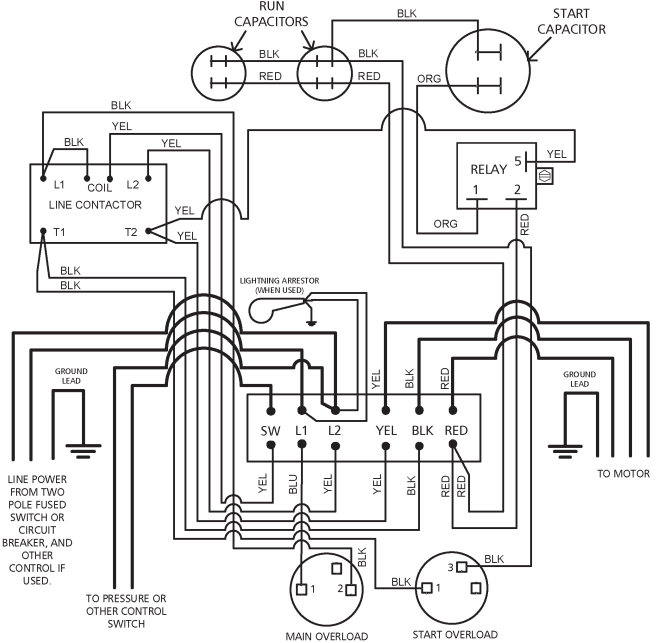 RUN
CAPACITORS
START
CAPACITOR
BLK
BLK
BLK
RED
RED
ORG
BLK
YEL
BLK
YEL
L1
COIL
L2
LINE CONTACTOR
T1
T2
YEL
YEL
RELAY
5
1
2
YEL
ORG
RED
BLK
BLK
LIGHTNING ARRESTOR
(WHEN USED)
GROUND
LEAD
GROUND
LEAD
YEL
BLK
RED
SW
L1
L2
YEL
BLK
RED
YEL
BLU
YEL
YEL
BLK
RED
RED
LINE POWER
FROM TWO
POLE FUSED
SWITCH OR
CIRCUIT
BREAKER, AND
OTHER
CONTROL IF
USED.
TO MOTOR
TO PRESSURE OR
OTHER CONTROL
SWITCH
BLK
1
2
MAIN OVERLOAD
BLK
1
3
BLK
START OVERLOAD